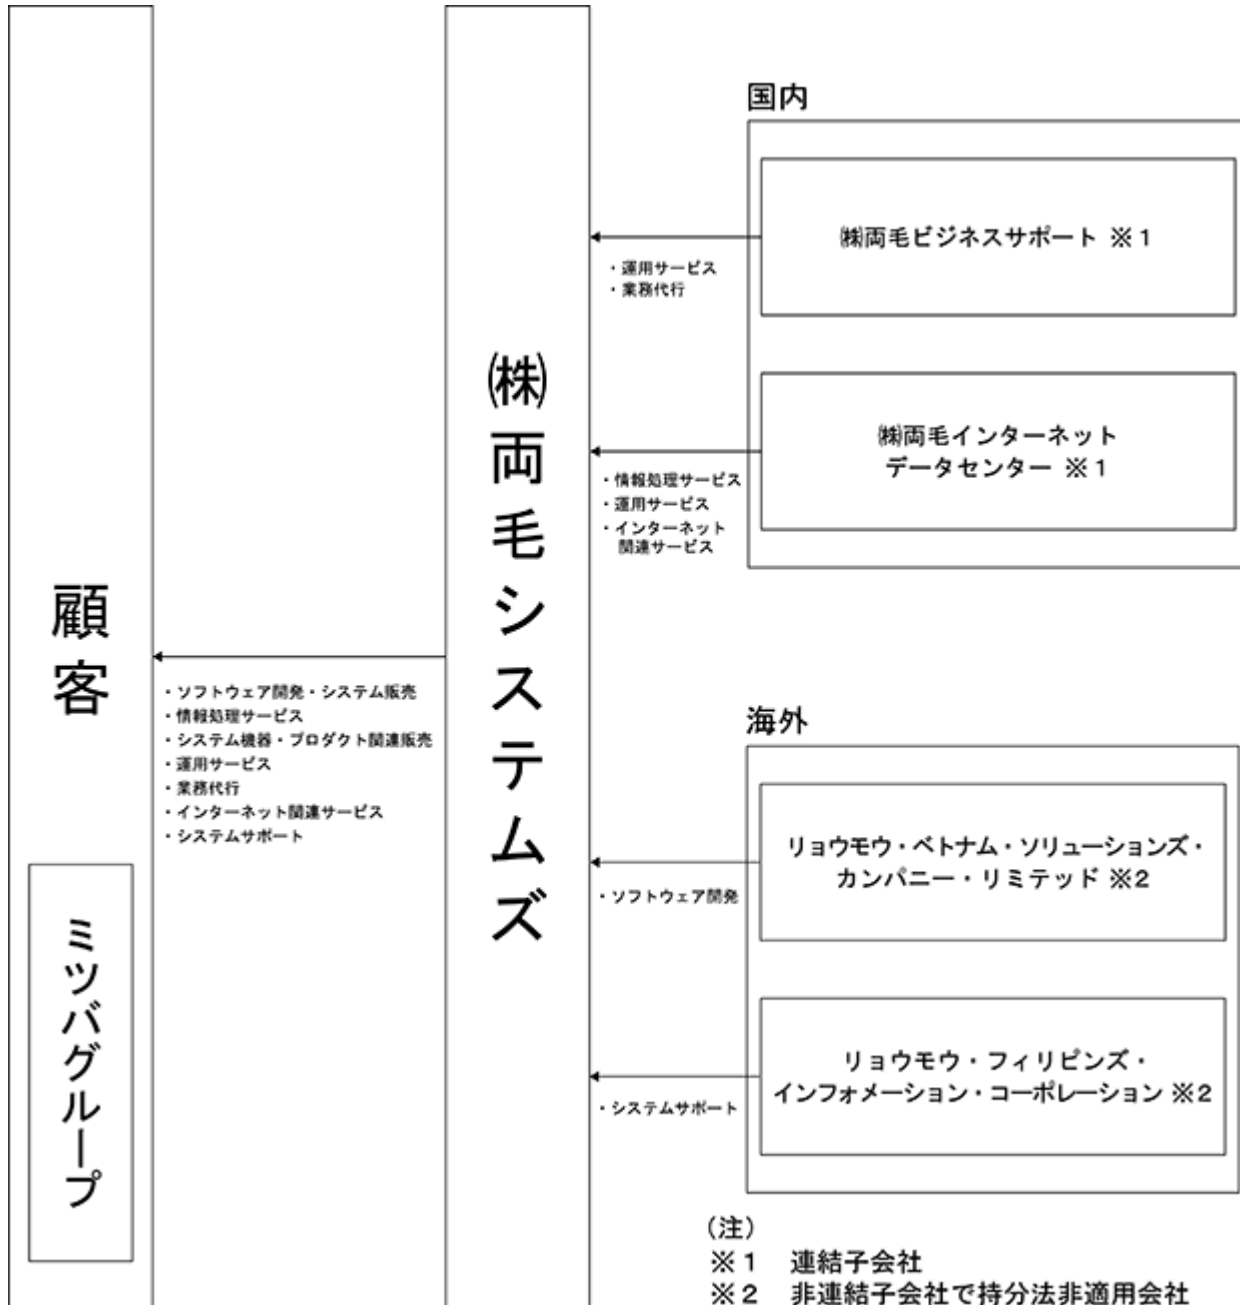 国内
㈱両毛ビジネスサポート ※1
・運用サービス
・業務代行
㈱両毛インターネット
データセンター ※1
・情報処理サービス
・運用サービス
・インターネット
関連サービス
㈱両毛システムズ
顧客
・ソフトウェア開発・システム販売
・情報処理サービス
・システム機器・プロダクト関連販売
・運用サービス
・業務代行
・インターネット関連サービス
・システムサポート
ミツバグループ
海外
リョウモウ・ベトナム・ソリューションズ・
カンパニー・リミテッド ※2
・ソフトウェア開発
リョウモウ・フィリピンズ・
インフォメーション・コーポレーション ※2
・システムサポート
(注)
※1 連結子会社
※2 非連結子会社で持分法非適用会社